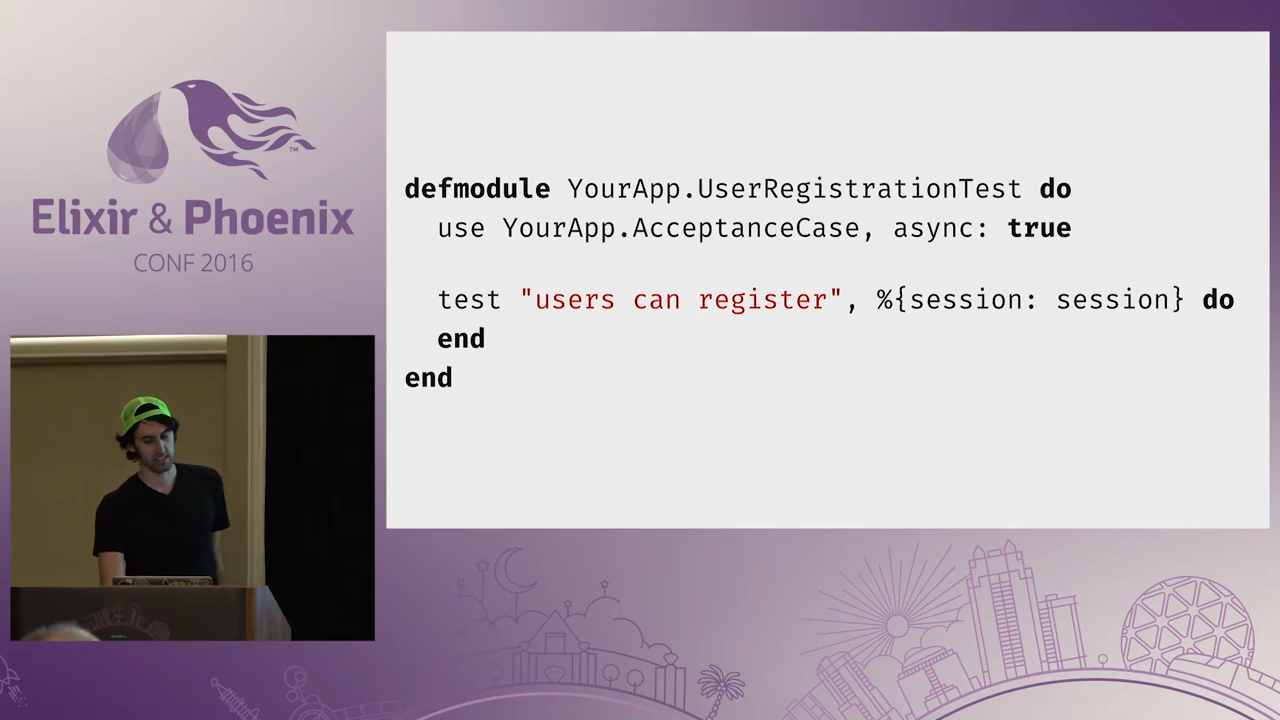 Elixir & Phoenix
TM
CONF 2016
defmodule YourApp.UserRegistrationTest do
  use YourApp.AcceptanceCase, async: true
  test "users can register", %{session: session} do
  end
end